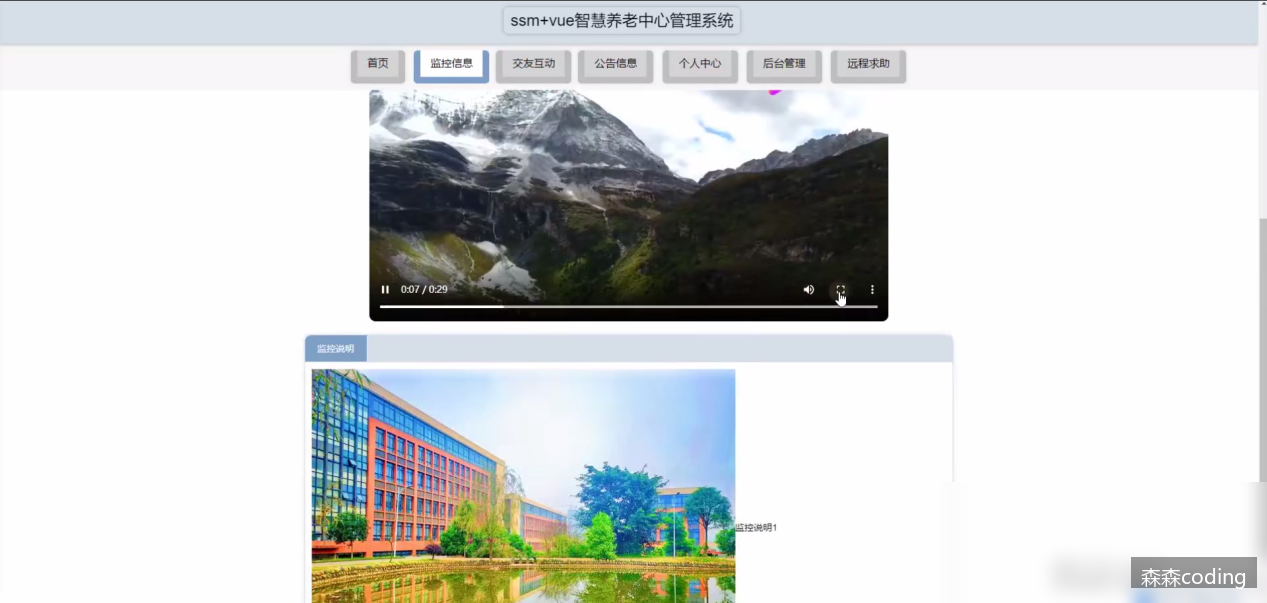 ssm+vue智慧养老中心管理系统
首页 监控信息 交友互动 公告信息 个人中心 后台管理 远程求助
0:07 / 0:29
监控说明
监控说明1
森森coding